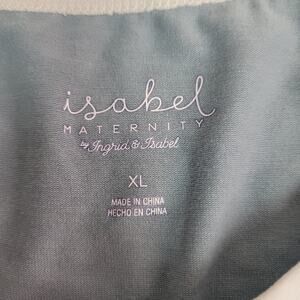 isabel
MATERNITY
by Ingrid & Isabel
XL
MADE IN CHINA
HECHO EN CHINA